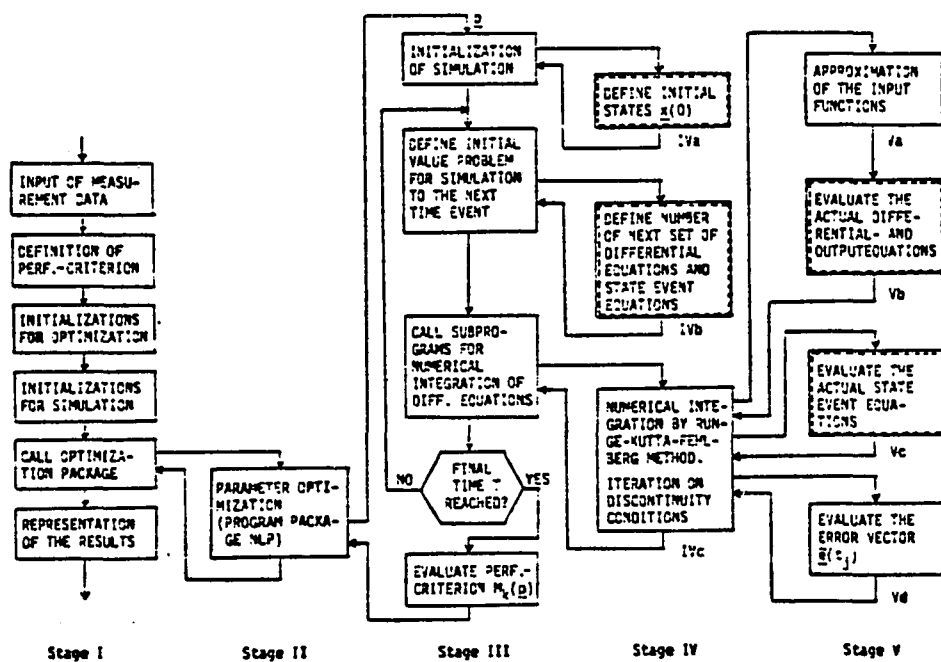 INPUT OF MEASU-
REMENT DATA
DEFINITION OF
PERF.-CRITERION
INITIALIZATIONS
FOR OPTIMIZATION
INITIALIZATIONS
FOR SIMULATION
CALL OPTIMIZA-
TION PACKAGE
REPRESENTATION
OF THE RESULTS
Stage I
PARAMETER OPTI-
MIZATION
(PROGRAM PACKA-
GE NLP)
Stage II
p
INITIALIZATION
OF SIMULATION
DEFINE INITIAL
VALUE PROBLEM
FOR SIMULATION
TO THE NEXT
TIME EVENT
CALL SUBPRO-
GRAMS FOR
NUMERICAL
INTEGRATION OF
DIFF. EQUATIONS
NO
FINAL
TIME T
REACHED?
YES
EVALUATE PERF.-
CRITERION M_k(p)
Stage III
DEFINE INITIAL
STATES x(0)
IVa
DEFINE NUMBER
OF NEXT SET OF
DIFFERENTIAL
EQUATIONS AND
STATE EVENT
EQUATIONS
IVb
NUMERICAL INTE-
GRATION BY RUN-
GE-KUTTA-FEHL-
BERG METHOD.
ITERATION ON
DISCONTINUITY
CONDITIONS
IVc
Stage IV
APPROXIMATION
OF THE INPUT
FUNCTIONS
Va
EVALUATE THE
ACTUAL DIFFE-
RENTIAL- AND
OUTPUTEQUATIONS
Vb
EVALUATE THE
ACTUAL STATE
EVENT EQUA-
TIONS
Vc
EVALUATE THE
ERROR VECTOR
e(t_j)
Vd
Stage V